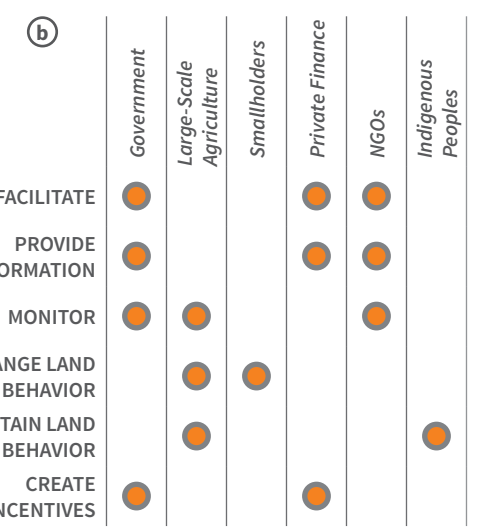 b
Government
Large-Scale
Agriculture
Smallholders
Private Finance
NGOs
Indigenous
Peoples
FACILITATE
PROVIDE
ORMATION
MONITOR
ANGE LAND
BEHAVIOR
TAIN LAND
BEHAVIOR
CREATE
NCENTIVES